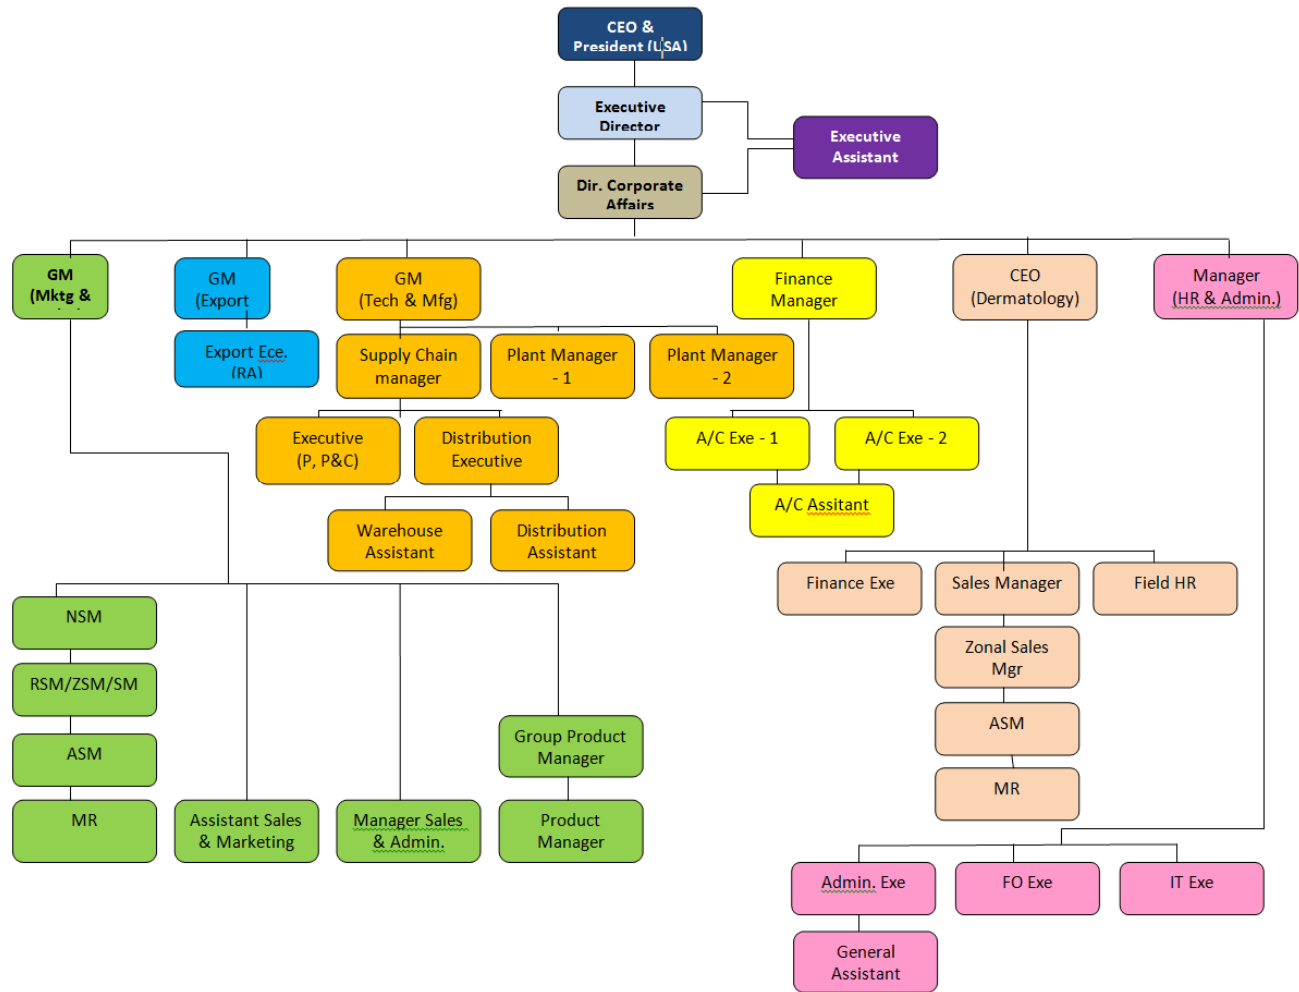 CEO &
President (USA)
Executive
Director
Executive
Assistant
Dir. Corporate
Affairs
GM
(Mktg &
GM
(Export
GM
(Tech & Mfg)
Finance
Manager
CEO
(Dermatology)
Manager
(HR & Admin.)
Export Ece.
(RA)
Supply Chain
manager
Plant Manager
- 1
Plant Manager
- 2
Executive
(P, P&C)
Distribution
Executive
A/C Exe - 1
A/C Exe - 2
A/C Assitant
Warehouse
Assistant
Distribution
Assistant
Finance Exe
Sales Manager
Field HR
NSM
Zonal Sales
Mgr
RSM/ZSM/SM
ASM
ASM
Group Product
Manager
MR
MR
Assistant Sales
& Marketing
Manager Sales
& Admin.
Product
Manager
Admin. Exe
FO Exe
IT Exe
General
Assistant